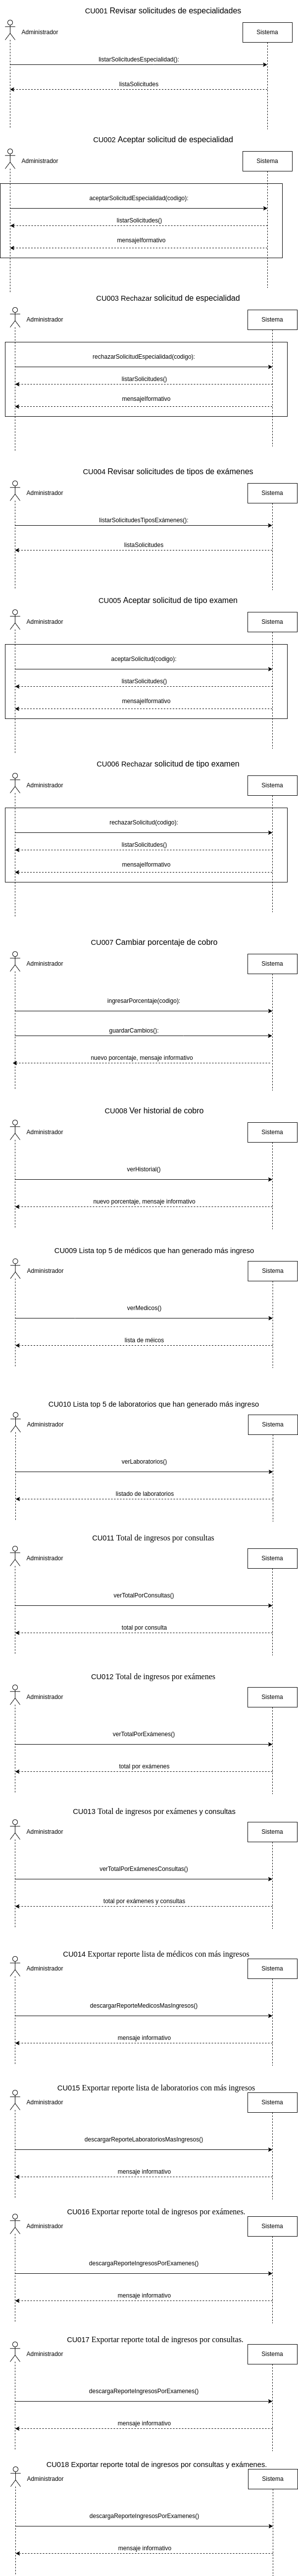 CU001 Revisar solicitudes de especialidades
Administrador
Sistema
listarSolicitudesEspecialidad():
listaSolicitudes
CU002 Aceptar solicitud de especialidad
Administrador
Sistema
aceptarSolicitudEspecialidad(codigo):
listarSolicitudes()
mensajeIformativo
CU003 Rechazar solicitud de especialidad
Administrador
Sistema
rechazarSolicitudEspecialidad(codigo):
listarSolicitudes()
mensajeIformativo
CU004 Revisar solicitudes de tipos de exámenes
Administrador
Sistema
listarSolicitudesTiposExámenes():
listaSolicitudes
CU005 Aceptar solicitud de tipo examen
Administrador
Sistema
aceptarSolicitud(codigo):
listarSolicitudes()
mensajeIformativo
CU006 Rechazar solicitud de tipo examen
Administrador
Sistema
rechazarSolicitud(codigo):
listarSolicitudes()
mensajeIformativo
CU007 Cambiar porcentaje de cobro
Administrador
Sistema
ingresarPorcentaje(codigo):
guardarCambios():
nuevo porcentaje, mensaje informativo
CU008 Ver historial de cobro
Administrador
Sistema
verHistorial()
nuevo porcentaje, mensaje informativo
CU009 Lista top 5 de médicos que han generado más ingreso
Administrador
Sistema
verMedicos()
lista de méicos
CU010 Lista top 5 de laboratorios que han generado más ingreso
Administrador
Sistema
verLaboratorios()
listado de laboratorios
CU011 Total de ingresos por consultas
Administrador
Sistema
verTotalPorConsultas()
total por consulta
CU012 Total de ingresos por exámenes
Administrador
Sistema
verTotalPorExámenes()
total por exámenes
CU013 Total de ingresos por exámenes y consultas
Administrador
Sistema
verTotalPorExámenesConsultas()
total por exámenes y consultas
CU014 Exportar reporte lista de médicos con más ingresos
Administrador
Sistema
descargarReporteMedicosMasIngresos()
mensaje informativo
CU015 Exportar reporte lista de laboratorios con más ingresos
Administrador
Sistema
descargarReporteLaboratoriosMasIngresos()
mensaje informativo
CU016 Exportar reporte total de ingresos por exámenes.
Administrador
Sistema
descargaReporteIngresosPorExamenes()
mensaje informativo
CU017 Exportar reporte total de ingresos por consultas.
Administrador
Sistema
descargaReporteIngresosPorExamenes()
mensaje informativo
CU018 Exportar reporte total de ingresos por consultas y exámenes.
Administrador
Sistema
descargaReporteIngresosPorExamenes()
mensaje informativo